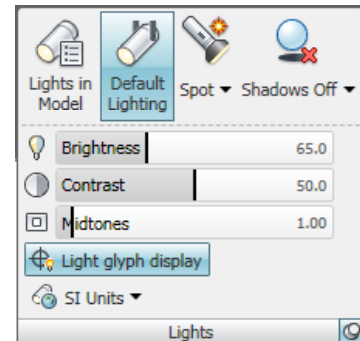 Lights in Model
Default Lighting
Spot
Shadows Off
Brightness 65.0
Contrast 50.0
Midtones 1.00
Light glyph display
SI Units
Lights